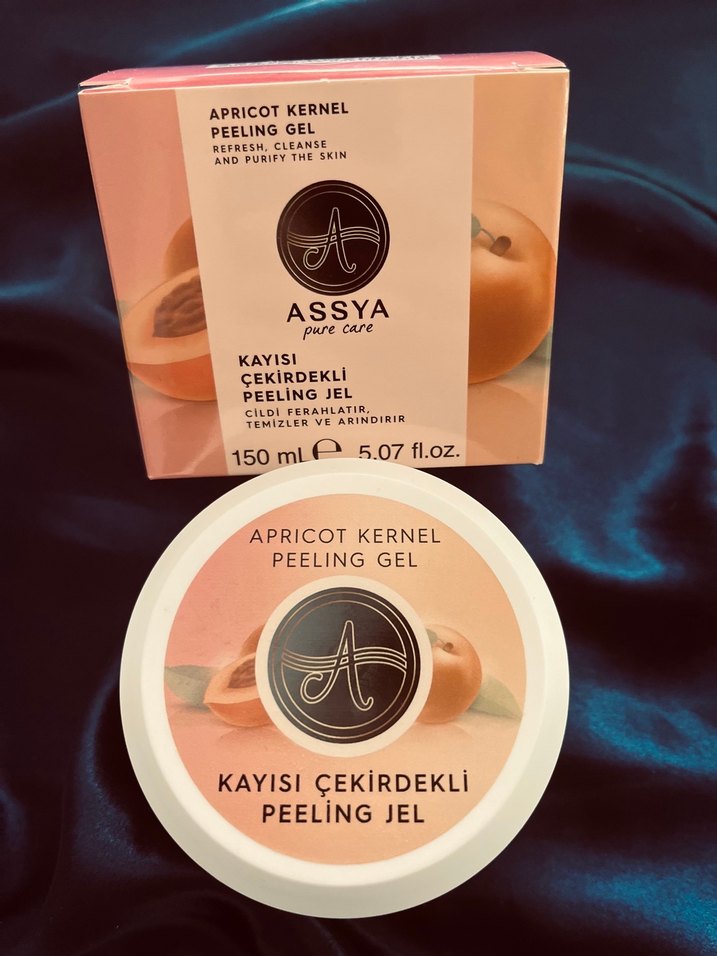 APRICOT KERNEL
PEELING GEL
REFRESH, CLEANSE
AND PURIFY THE SKIN
A
ASSYA
pure care
KAYISI
ÇEKİRDEKLİ
PEELİNG JEL
CİLDİ FERAHLATIR,
TEMİZLER VE ARINDIRIR
150 mL ℮ 5.07 fl.oz.
APRICOT KERNEL
PEELING GEL
A
KAYISI ÇEKİRDEKLİ
PEELİNG JEL